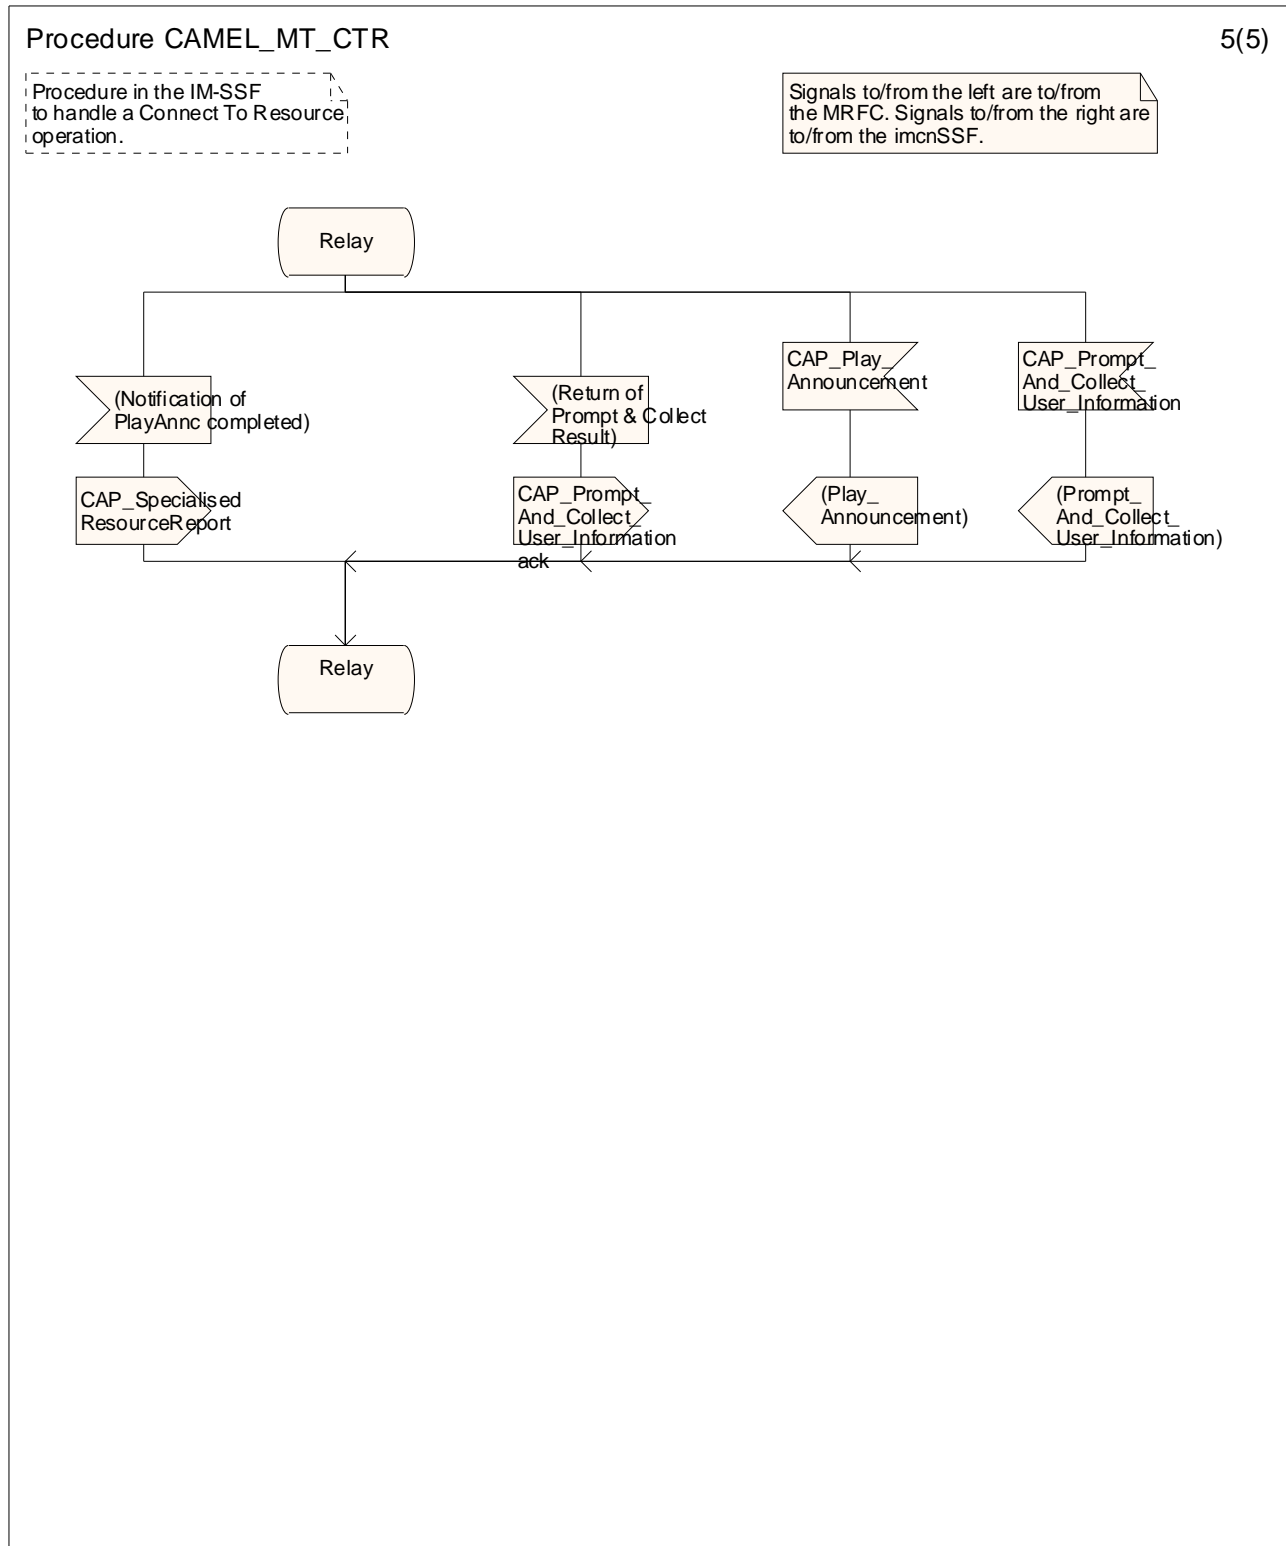 Procedure CAMEL_MT_CTR
5(5)
Procedure in the IM-SSF
to handle a Connect To Resource
operation.
Signals to/from the left are to/from
the MRFC. Signals to/from the right are
to/from the imcnSSF.
Relay
(Notification of
PlayAnnc completed)
(Return of
Prompt & Collect
Result)
CAP_Play_
Announcement
CAP_Prompt_
And_Collect_
User_Information
CAP_Specialised
ResourceReport
CAP_Prompt_
And_Collect_
User_Information
ack
(Play_
Announcement)
(Prompt_
And_Collect_
User_Information)
Relay